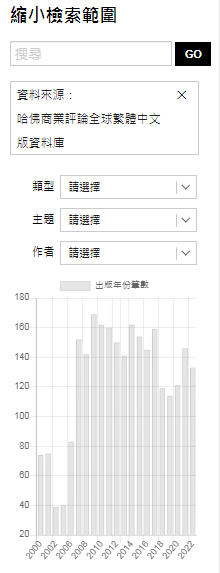 縮小檢索範圍
搜尋
GO
資料來源：
哈佛商業評論全球繁體中文
版資料庫
類型
請選擇
主題
請選擇
作者
請選擇
出版年份筆數
180
160
140
120
100
80
60
40
20
2000
2002
2004
2006
2008
2010
2012
2014
2016
2018
2020
2022